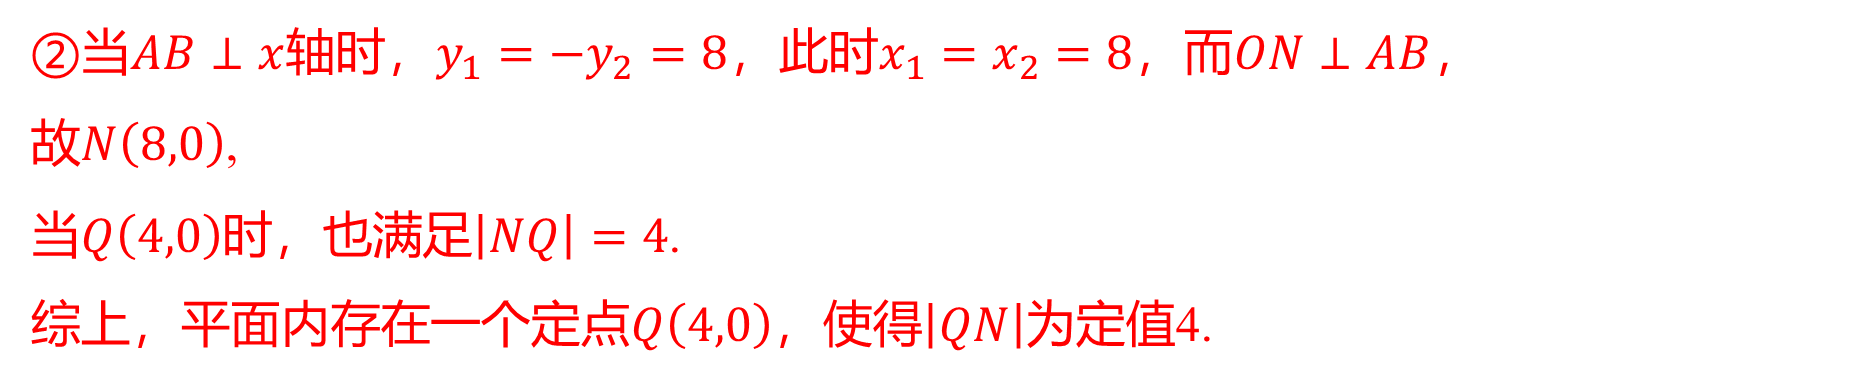 ②当AB ⊥ x轴时，y₁ = −y₂ = 8，此时x₁ = x₂ = 8，而ON ⊥ AB，
故N(8,0),
当Q(4,0)时，也满足|NQ| = 4.
综上，平面内存在一个定点Q(4,0)，使得|QN|为定值4.